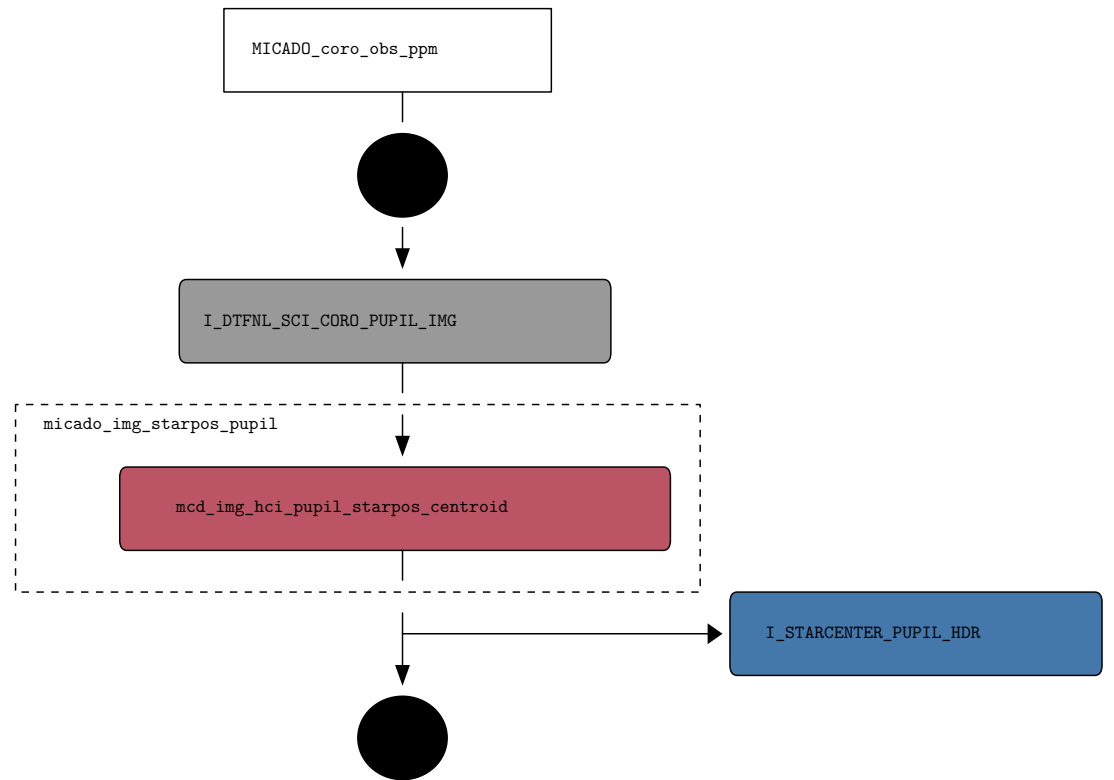 MICADO_coro_obs_ppm
I_DTFNL_SCI_CORO_PUPIL_IMG
micado_img_starpos_pupil
mcd_img_hci_pupil_starpos_centroid
I_STARCENTER_PUPIL_HDR